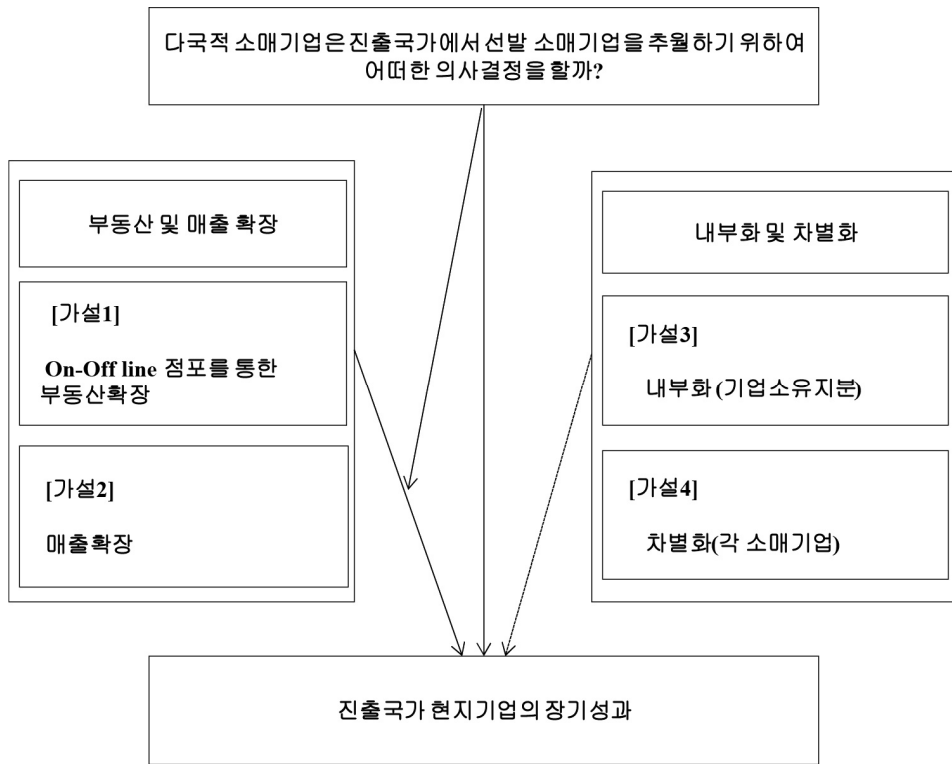 다국적 소매기업은 진출국가에서 선발 소매기업을 추월하기 위하여
어떠한 의사결정을 할까?
부동산 및 매출 확장
[가설1]
On-Off line 점포를 통한
부동산확장
[가설2]
매출확장
내부화 및 차별화
[가설3]
내부화 (기업소유지분)
[가설4]
차별화(각 소매기업)
진출국가 현지기업의 장기성과